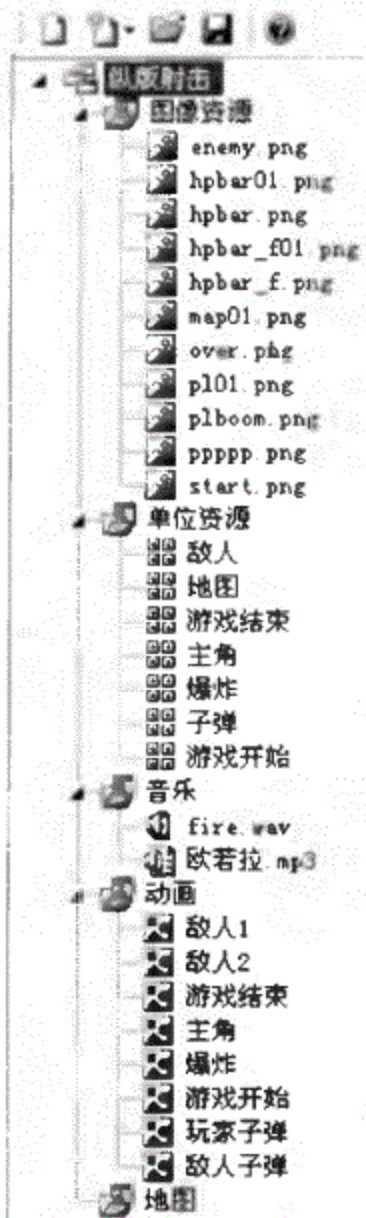 纵版射击
图像资源
enemy.png
hpbar01.png
hpbar.png
hpbar_f01.png
hpbar_f.png
map01.png
over.png
pl01.png
plboom.png
ppppp.png
start.png
单位资源
敌人
地图
游戏结束
主角
爆炸
子弹
游戏开始
音乐
fire.wav
欧若拉.mp3
动画
敌人1
敌人2
游戏结束
主角
爆炸
游戏开始
玩家子弹
敌人子弹
地图